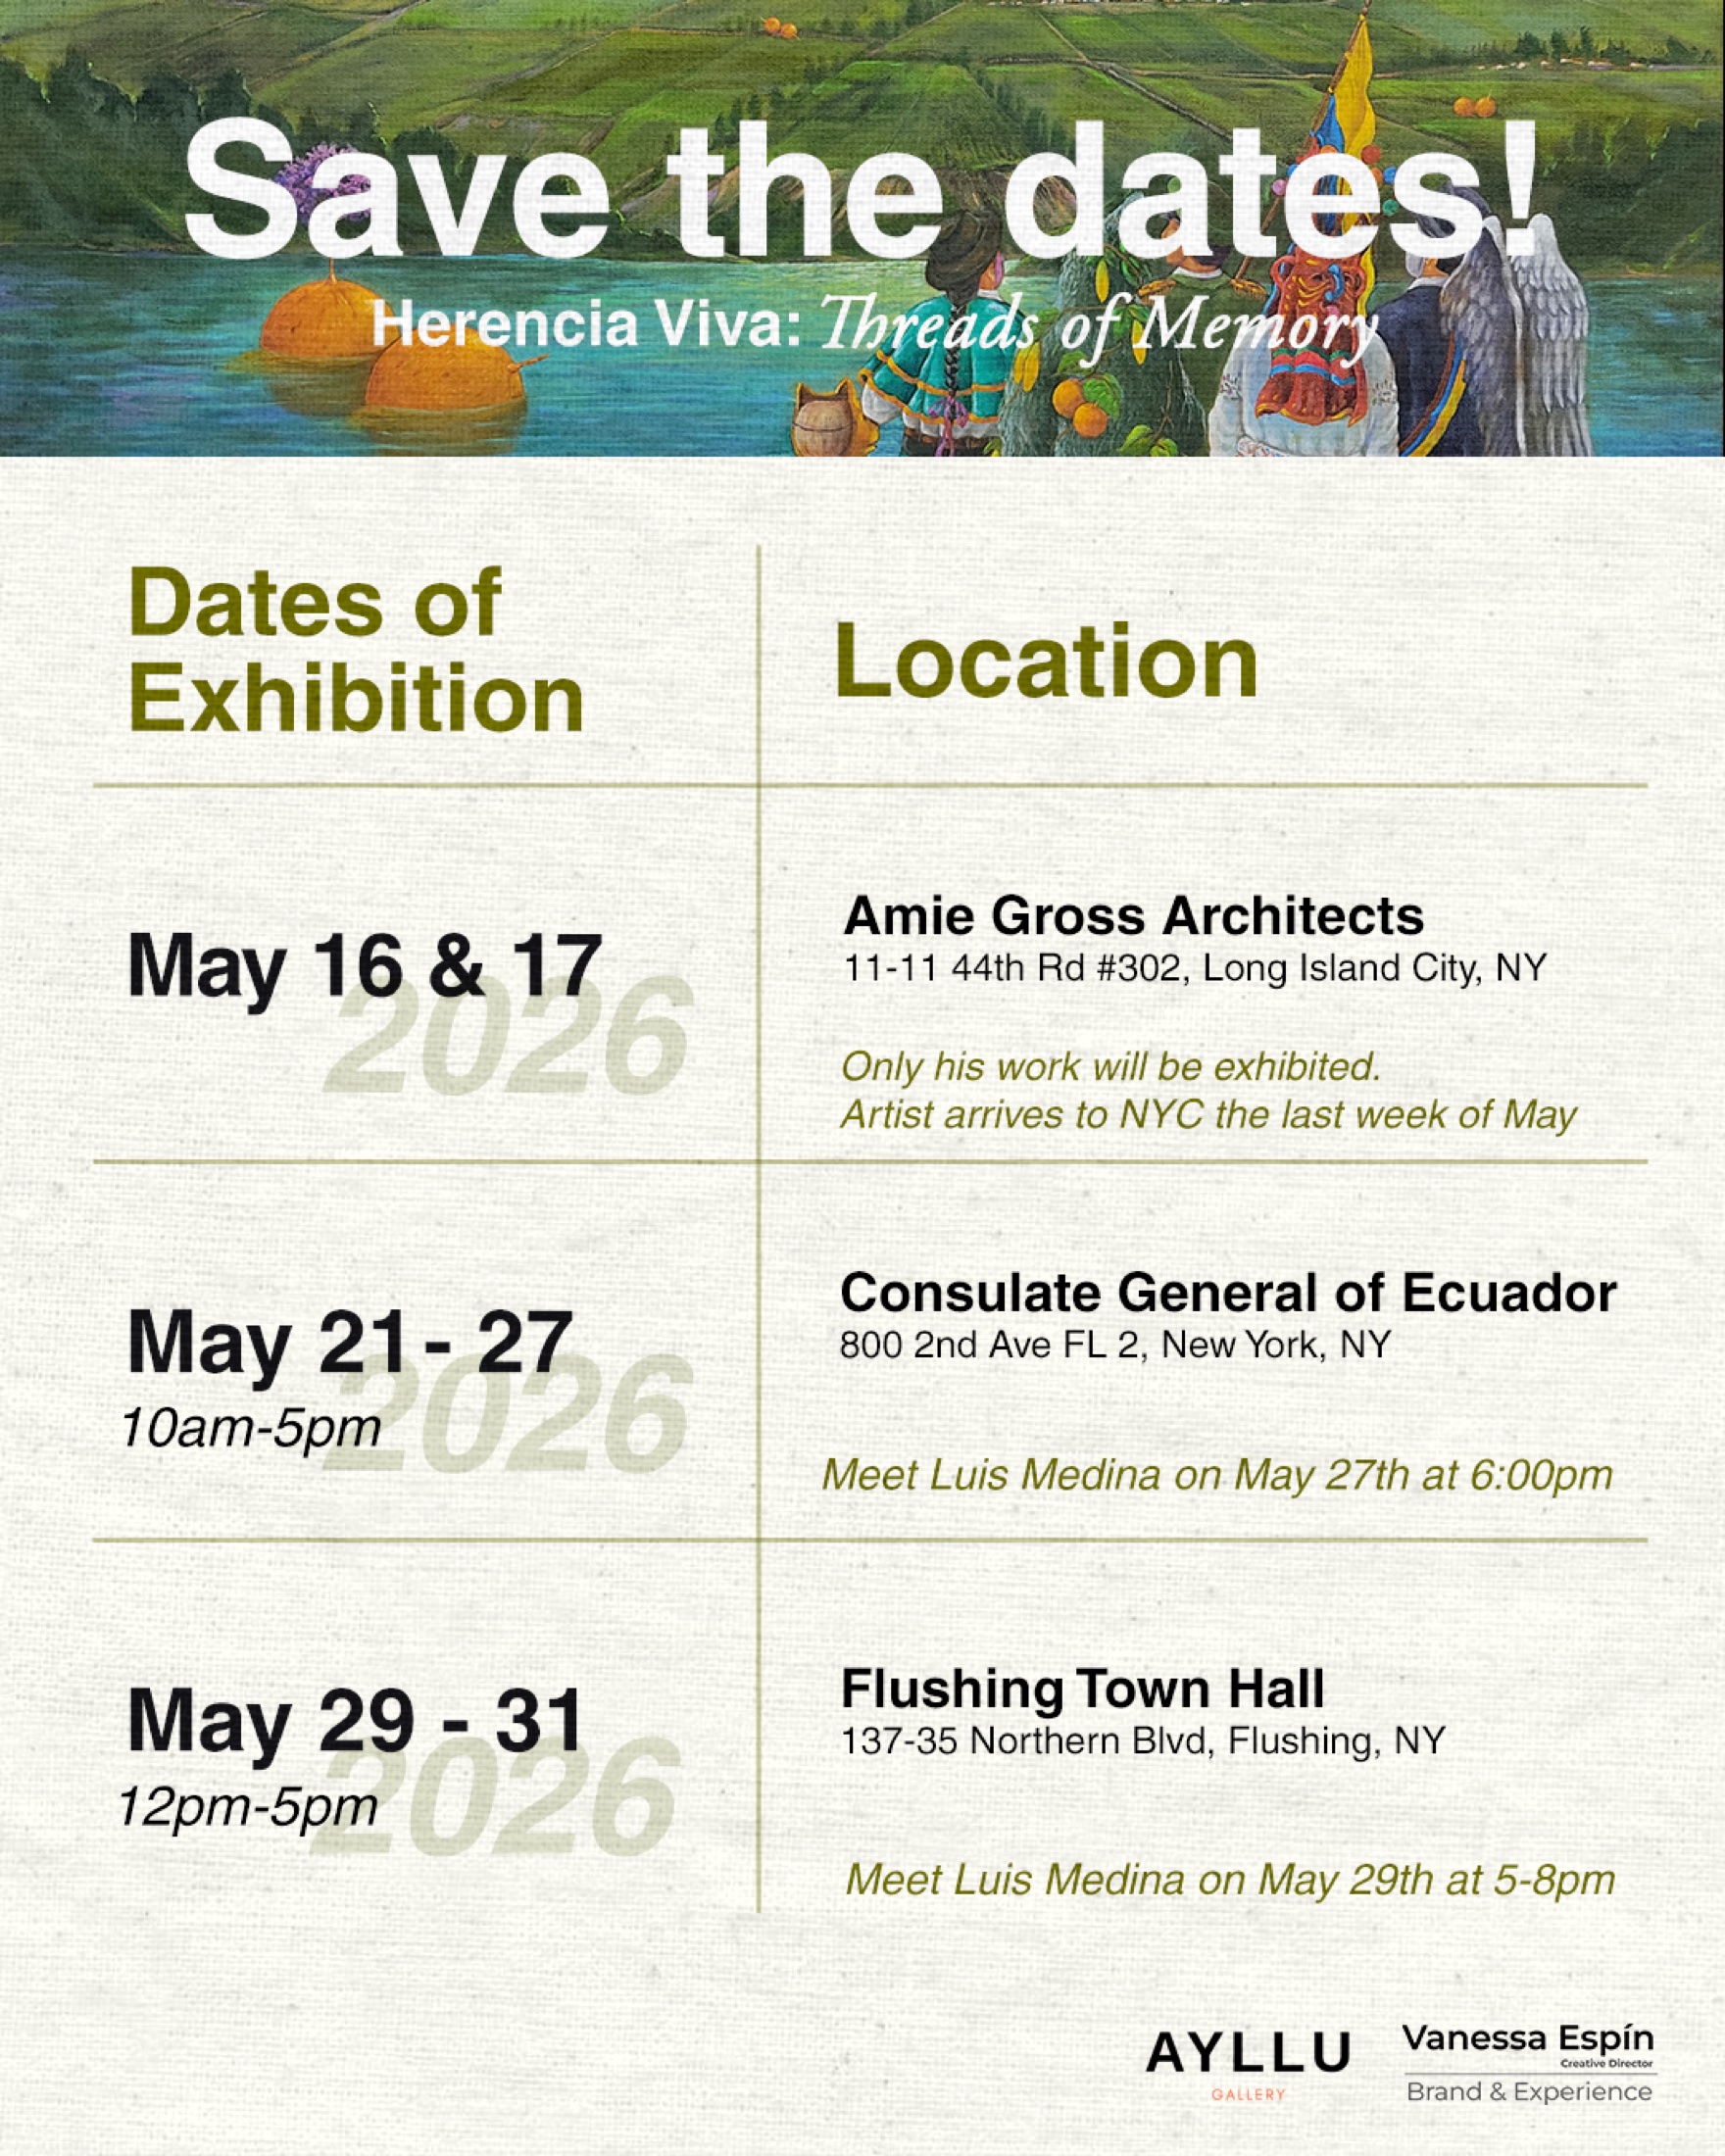 Save the dates!
Herencia Viva: Threads of Memory
Dates of
Exhibition
Location
May 16 & 17
2026
Amie Gross Architects
11-11 44th Rd #302, Long Island City, NY
Only his work will be exhibited.
Artist arrives to NYC the last week of May
May 21 - 27
2026
10am-5pm
Consulate General of Ecuador
800 2nd Ave FL 2, New York, NY
Meet Luis Medina on May 27th at 6:00pm
May 29 - 31
2026
12pm-5pm
Flushing Town Hall
137-35 Northern Blvd, Flushing, NY
Meet Luis Medina on May 29th at 5-8pm
AYLLU
GALLERY
Vanessa Espín
Creative Director
Brand & Experience